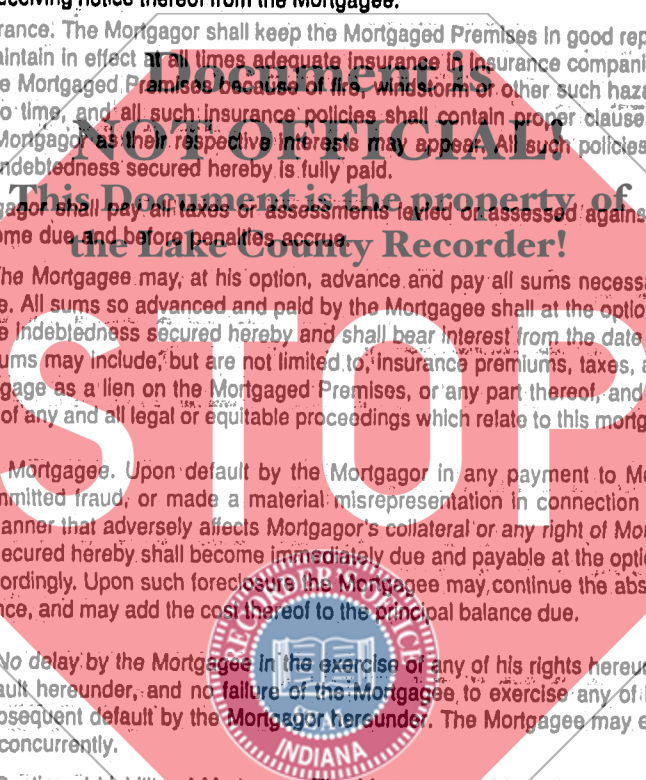 ceiving notice thereof from the Mortgagee.
rance. The Mortgagor shall keep the Mortgaged Premises in good rep
aintain in effect at all times adequate insurance in insurance compani
e Mortgaged Premises because of fire, windstorm or other such haza
o time, and all such insurance policies shall contain proper clause
Mortgagor as their respective interests may appear. All such policies
ndebtedness secured hereby is fully paid.
gagor shall pay all taxes or assessments levied or assessed agains
ome due and before penalties accrue.
he Mortgagee may, at his option, advance and pay all sums necess
e. All sums so advanced and paid by the Mortgagee shall at the optio
e indebtedness secured hereby and shall bear interest from the date
ums may include, but are not limited to, insurance premiums, taxes, a
gage as a lien on the Mortgaged Premises, or any part thereof, and
of any and all legal or equitable proceedings which relate to this mortg
Mortgagee. Upon default by the Mortgagor in any payment to Mo
mmitted fraud, or made a material misrepresentation in connection
anner that adversely affects Mortgagor's collateral or any right of Mor
ecured hereby shall become immediately due and payable at the optio
ordingly. Upon such foreclosure the Mortgagee may continue the abs
nce, and may add the cost thereof to the principal balance due.
No delay by the Mortgagee in the exercise of any of his rights hereu
ault hereunder, and no failure of the Mortgagee to exercise any of
bsequent default by the Mortgagor hereunder. The Mortgagee may e
concurrently.
Document is
NOT OFFICIAL!
This Document is the property of
the Lake County Recorder!
STOP
INDIANA